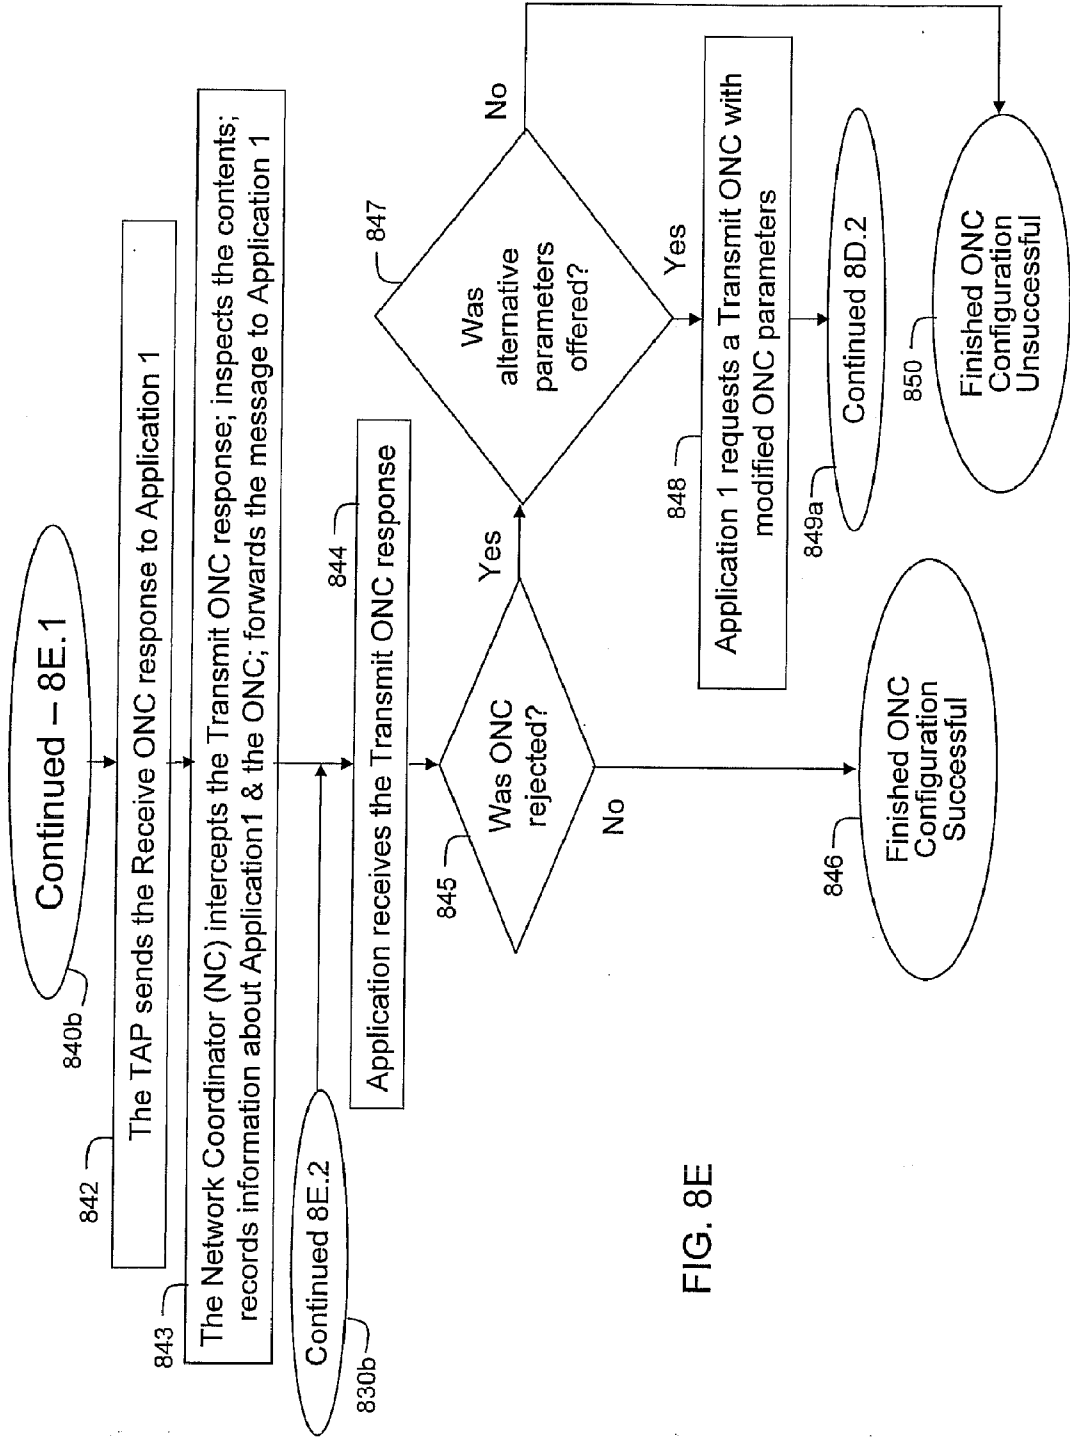 Continued – 8E.1
840b
842
The TAP sends the Receive ONC response to Application 1
843
The Network Coordinator (NC) intercepts the Transmit ONC response; inspects the contents;
records information about Application1 & the ONC; forwards the message to Application 1
Continued 8E.2
830b
844
Application receives the Transmit ONC response
845
Was ONC
rejected?
Yes
No
847
Was
alternative
parameters
offered?
No
Yes
848
Application 1 requests a Transmit ONC with
modified ONC parameters
849a
Continued 8D.2
846
Finished ONC
Configuration
Successful
850
Finished ONC
Configuration
Unsuccessful
FIG. 8E